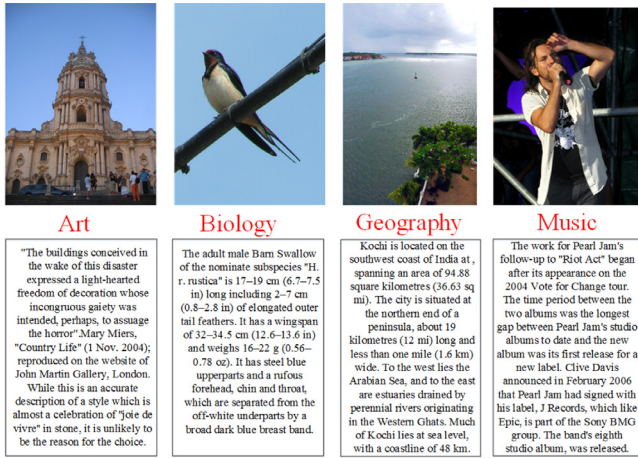 Art
Biology
Geography
Music
"The buildings conceived in
the wake of this disaster
expressed a light-hearted
freedom of decoration whose
incongruous gaiety was
intended, perhaps, to assuage
the horror".Mary Miers,
"Country Life" (1 Nov. 2004);
reproduced on the website of
John Martin Gallery, London.
While this is an accurate
description of a style which is
almost a celebration of "joie de
vivre" in stone, it is unlikely to
be the reason for the choice.
The adult male Barn Swallow
of the nominate subspecies "H.
r. rustica" is 17–19 cm (6.7–7.5
in) long including 2–7 cm
(0.8–2.8 in) of elongated outer
tail feathers. It has a wingspan
of 32–34.5 cm (12.6–13.6 in)
and weighs 16–22 g (0.56–
0.78 oz). It has steel blue
upperparts and a rufous
forehead, chin and throat,
which are separated from the
off-white underparts by a
broad dark blue breast band.
Kochi is located on the
southwest coast of India at ,
spanning an area of 94.88
square kilometres (36.63 sq
mi). The city is situated at
the northern end of a
peninsula, about 19
kilometres (12 mi) long and
less than one mile (1.6 km)
wide. To the west lies the
Arabian Sea, and to the east
are estuaries drained by
perennial rivers originating
in the Western Ghats. Much
of Kochi lies at sea level,
with a coastline of 48 km.
The work for Pearl Jam's
follow-up to "Riot Act" began
after its appearance on the
2004 Vote for Change tour.
The time period between the
two albums was the longest
gap between Pearl Jam's studio
albums to date and the new
album was its first release for a
new label. Clive Davis
announced in February 2006
that Pearl Jam had signed with
his label, J Records, which like
Epic, is part of the Sony BMG
group. The band's eighth
studio album, was released.